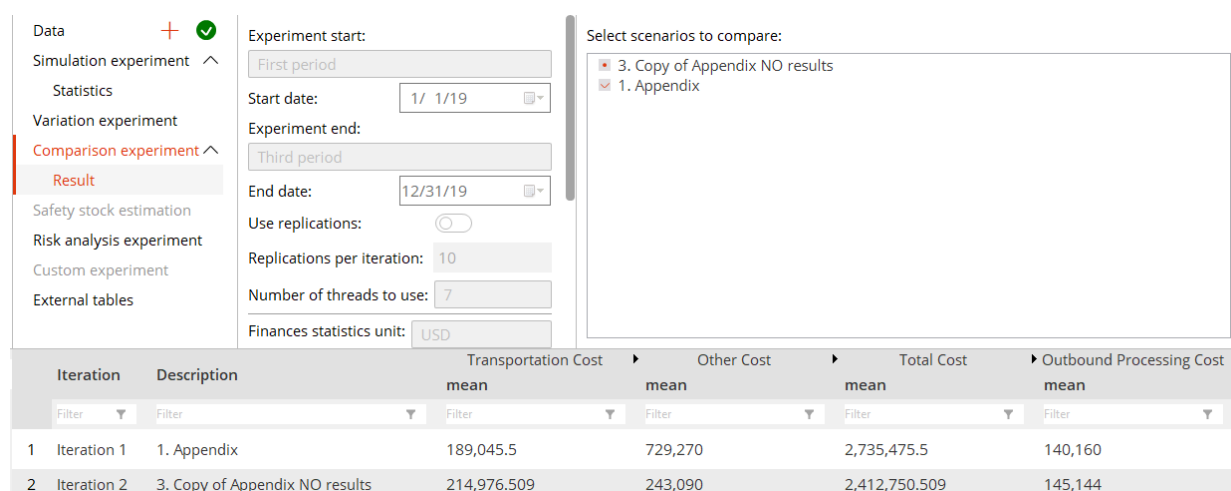 Data
Simulation experiment
Statistics
Variation experiment
Comparison experiment
Result
Safety stock estimation
Risk analysis experiment
Custom experiment
External tables
Experiment start:
First period
Start date: 1/ 1/19
Experiment end:
Third period
End date: 12/31/19
Use replications:
Replications per iteration: 10
Number of threads to use: 7
Finances statistics unit: USD
Select scenarios to compare:
3. Copy of Appendix NO results
1. Appendix
Iteration Description Transportation Cost Other Cost Total Cost Outbound Processing Cost
mean mean mean mean
Filter Filter Filter Filter Filter Filter
1 Iteration 1 1. Appendix 189,045.5 729,270 2,735,475.5 140,160
2 Iteration 2 3. Copy of Appendix NO results 214,976.509 243,090 2,412,750.509 145,144